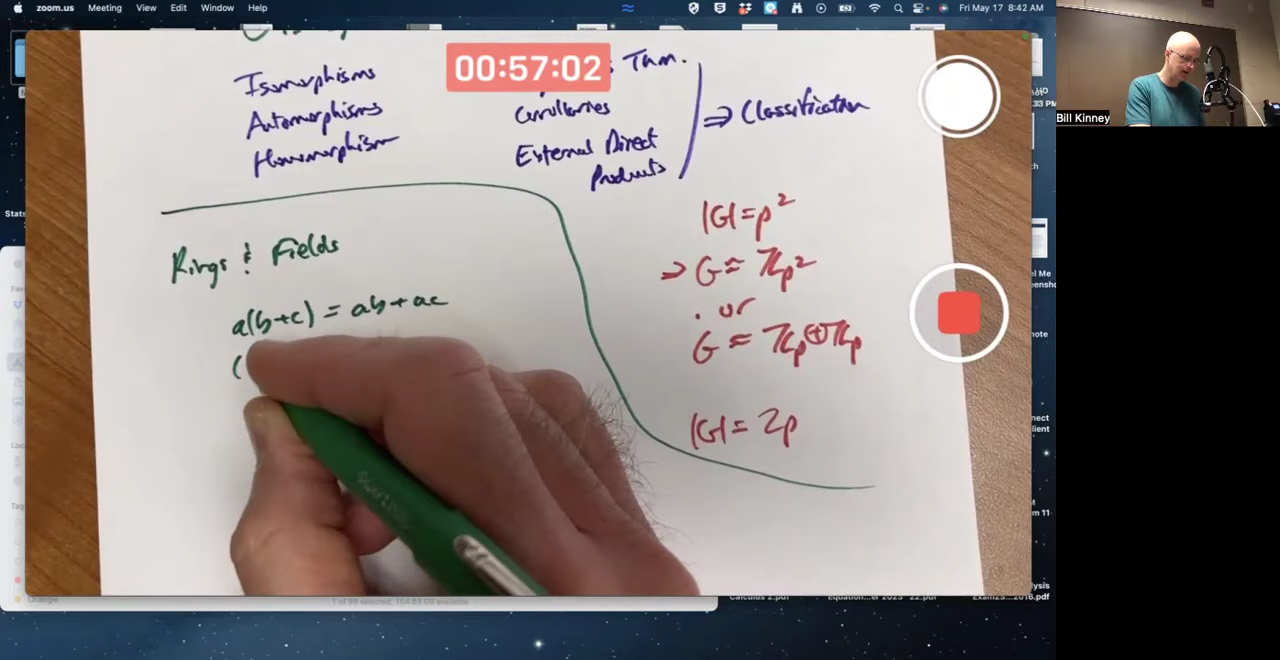 zoom.us Meeting View Edit Window Help
Fri May 17 8:42 AM
00:57:02
Thm.
Isomorphisms
Automorphisms
Homomorphism
Corollaries
External Direct
Products
⇒ Classification
Rings & Fields
a(b+c) = ab+ac
(
|G|=p²
⇒ G ≈ ℤp²
. or
G ≈ ℤp⊕ℤp
|G| = 2p
Bill Kinney